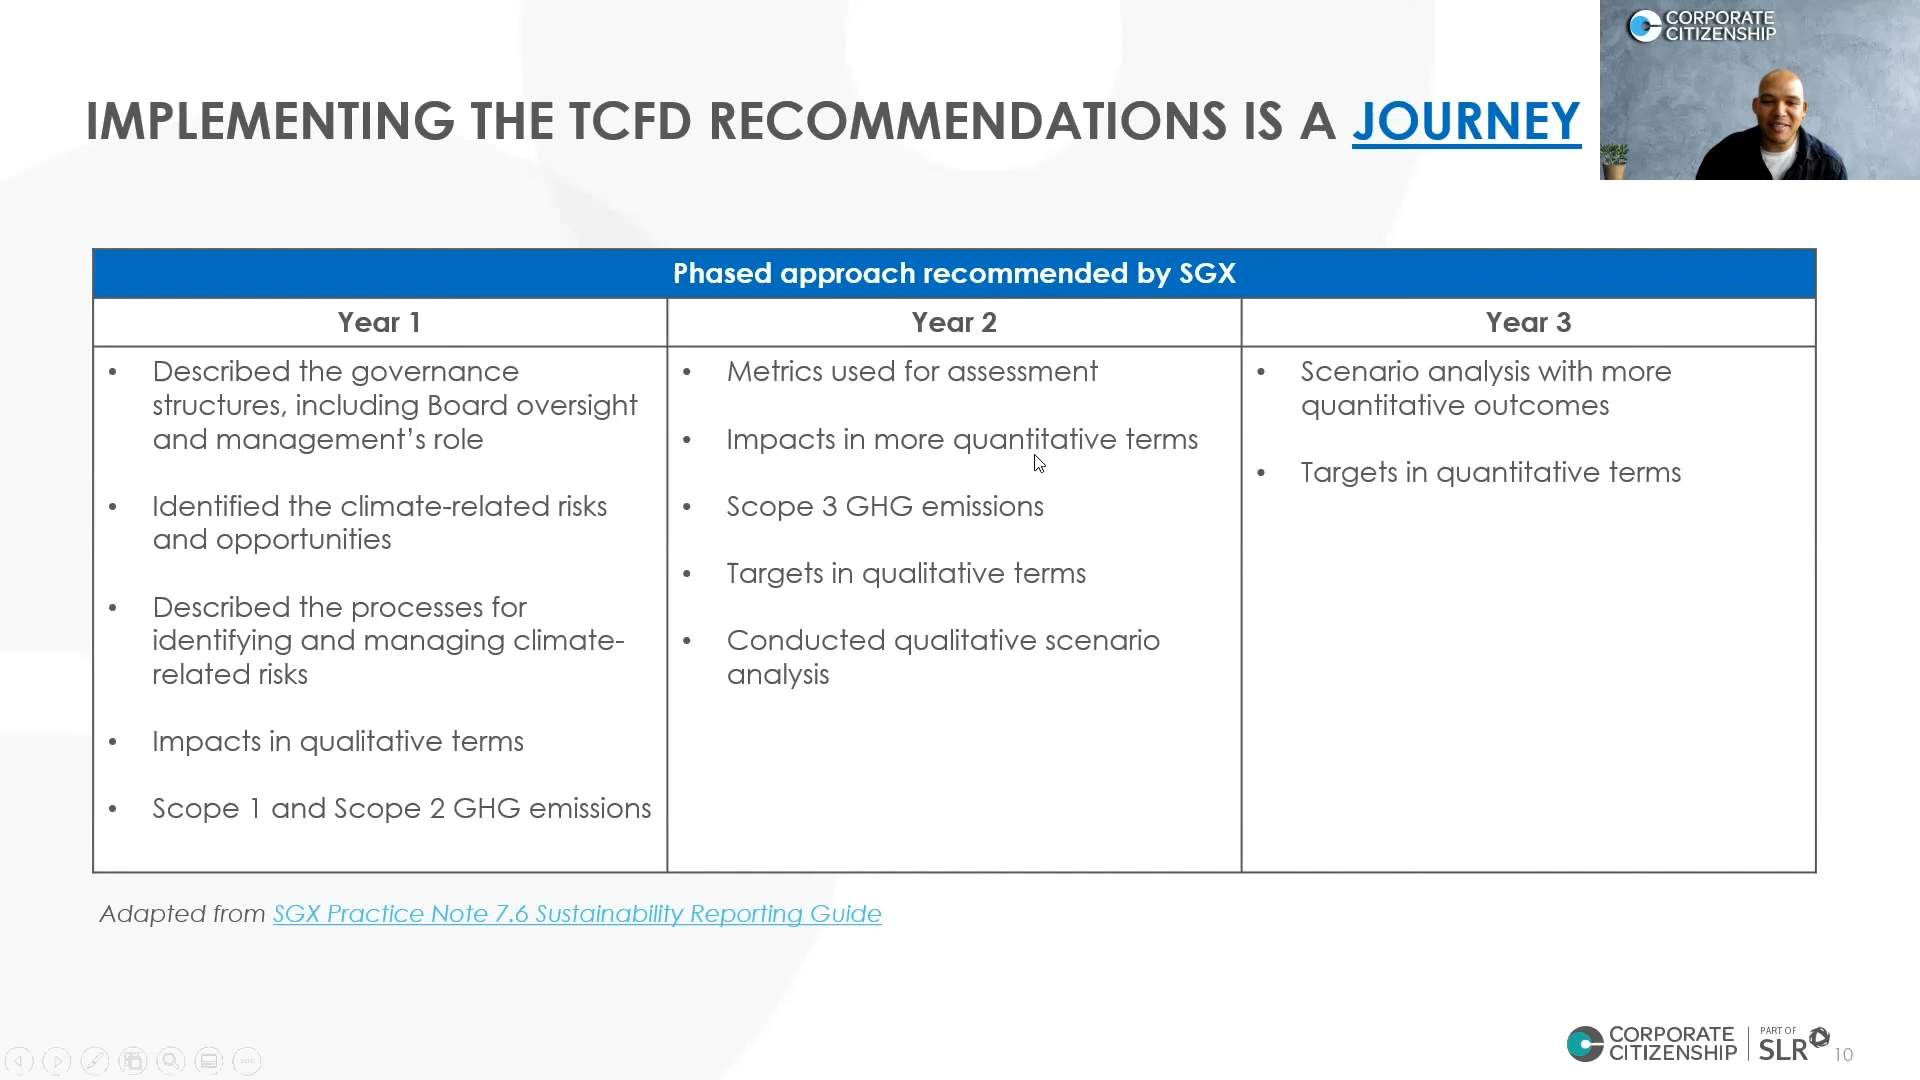 CORPORATE
CITIZENSHIP
IMPLEMENTING THE TCFD RECOMMENDATIONS IS A JOURNEY
Phased approach recommended by SGX
Year 1
Year 2
Year 3
• Described the governance
structures, including Board oversight
and management’s role
• Identified the climate-related risks
and opportunities
• Described the processes for
identifying and managing climate-
related risks
• Impacts in qualitative terms
• Scope 1 and Scope 2 GHG emissions
• Metrics used for assessment
• Impacts in more quantitative terms
• Scope 3 GHG emissions
• Targets in qualitative terms
• Conducted qualitative scenario
analysis
• Scenario analysis with more
quantitative outcomes
• Targets in quantitative terms
Adapted from SGX Practice Note 7.6 Sustainability Reporting Guide
CORPORATE
CITIZENSHIP
PART OF
SLR
10